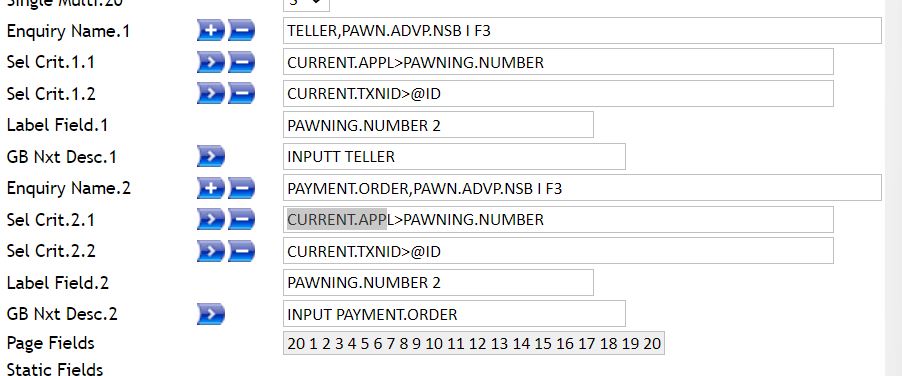 Single Multi.20 S
Enquiry Name.1 TELLER,PAWN.ADVP.NSB I F3
Sel Crit.1.1 CURRENT.APPL>PAWNING.NUMBER
Sel Crit.1.2 CURRENT.TXNID>@ID
Label Field.1 PAWNING.NUMBER 2
GB Nxt Desc.1 INPUTT TELLER
Enquiry Name.2 PAYMENT.ORDER,PAWN.ADVP.NSB I F3
Sel Crit.2.1 CURRENT.APPL>PAWNING.NUMBER
Sel Crit.2.2 CURRENT.TXNID>@ID
Label Field.2 PAWNING.NUMBER 2
GB Nxt Desc.2 INPUT PAYMENT.ORDER
Page Fields 20 1 2 3 4 5 6 7 8 9 10 11 12 13 14 15 16 17 18 19 20
Static Fields